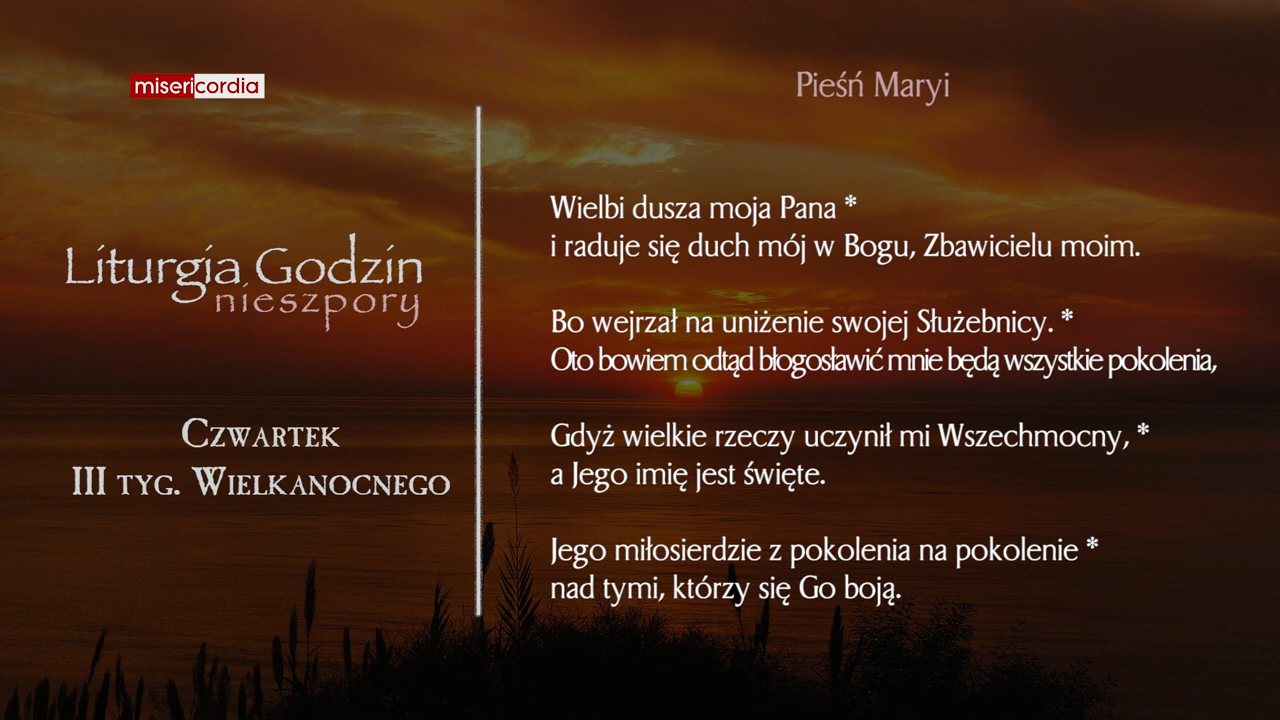 misericordia
Liturgia Godzin
nieszpory
Czwartek
III tyg. Wielkanocnego
Pieśń Maryi
Wielbi dusza moja Pana *
i raduje się duch mój w Bogu, Zbawicielu moim.
Bo wejrzał na uniżenie swojej Służebnicy. *
Oto bowiem odtąd błogosławić mnie będą wszystkie pokolenia,
Gdyż wielkie rzeczy uczynił mi Wszechmocny, *
a Jego imię jest święte.
Jego miłosierdzie z pokolenia na pokolenie *
nad tymi, którzy się Go boją.